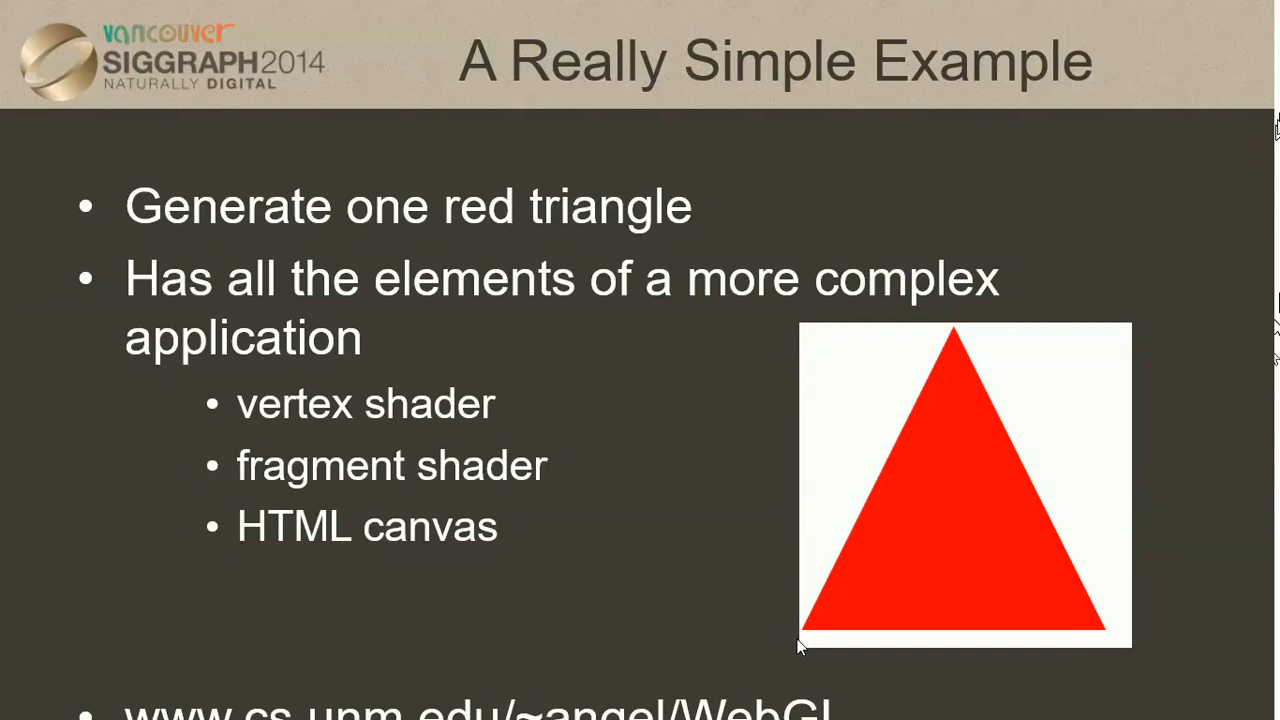 vancouver
SIGGRAPH2014
NATURALLY DIGITAL
A Really Simple Example
• Generate one red triangle
• Has all the elements of a more complex
application
• vertex shader
• fragment shader
• HTML canvas
• www.cs.unm.edu/~angel/WebGL